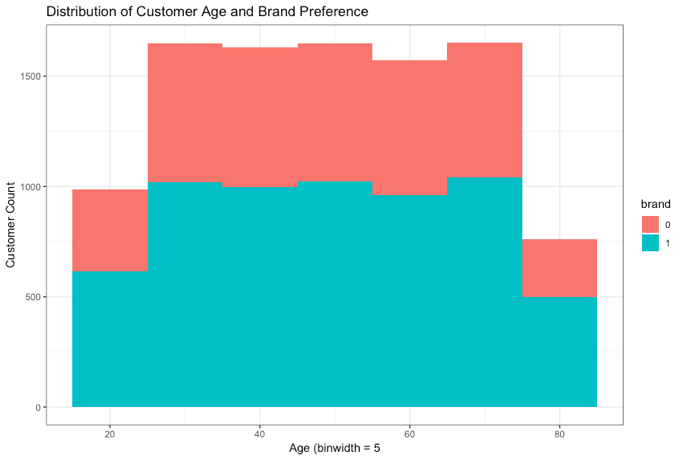 Distribution of Customer Age and Brand Preference
1500
1000
500
0
Customer Count
20 40 60 80
Age (binwidth = 5
brand
0
1